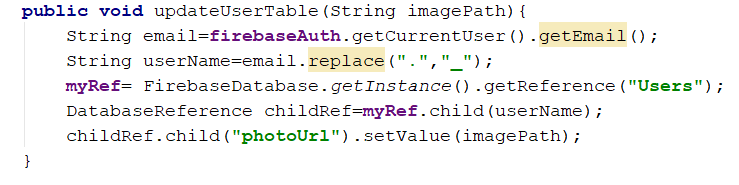 public void updateUserTable(String imagePath){
String email=firebaseAuth.getCurrentUser().getEmail();
String userName=email.replace(".","_");
myRef= FirebaseDatabase.getInstance().getReference("Users");
DatabaseReference childRef=myRef.child(userName);
childRef.child("photoUrl").setValue(imagePath);
}